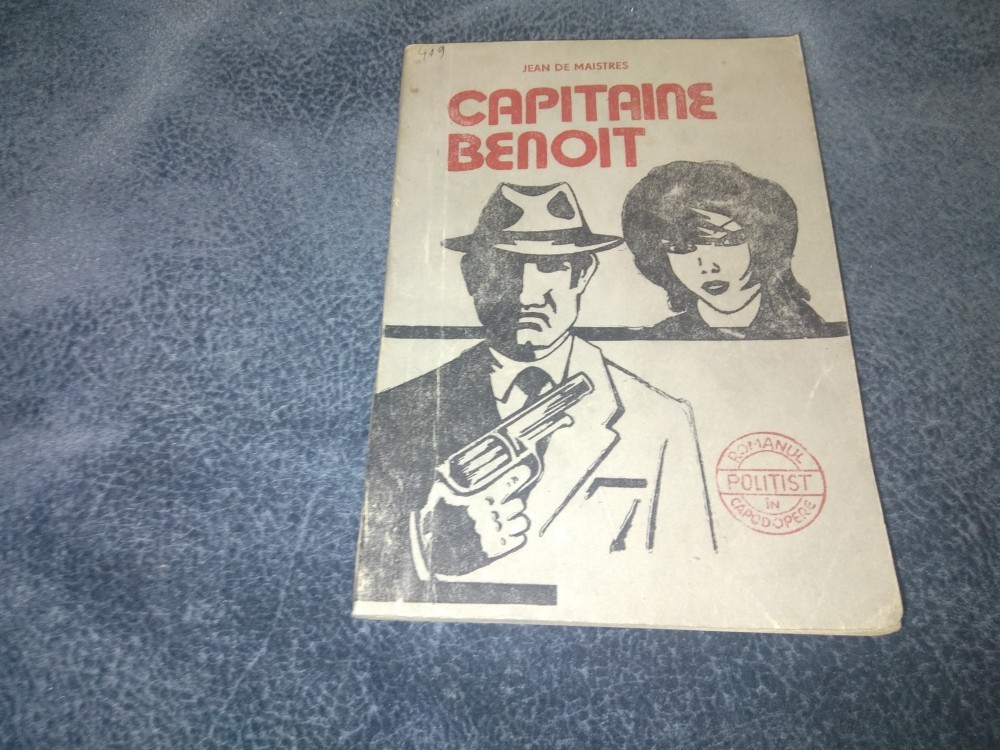 409
JEAN DE MAISTRES
CAPITAINE
BENOIT
ROMANUL
POLITIST
ÎN
CAPODOPERE